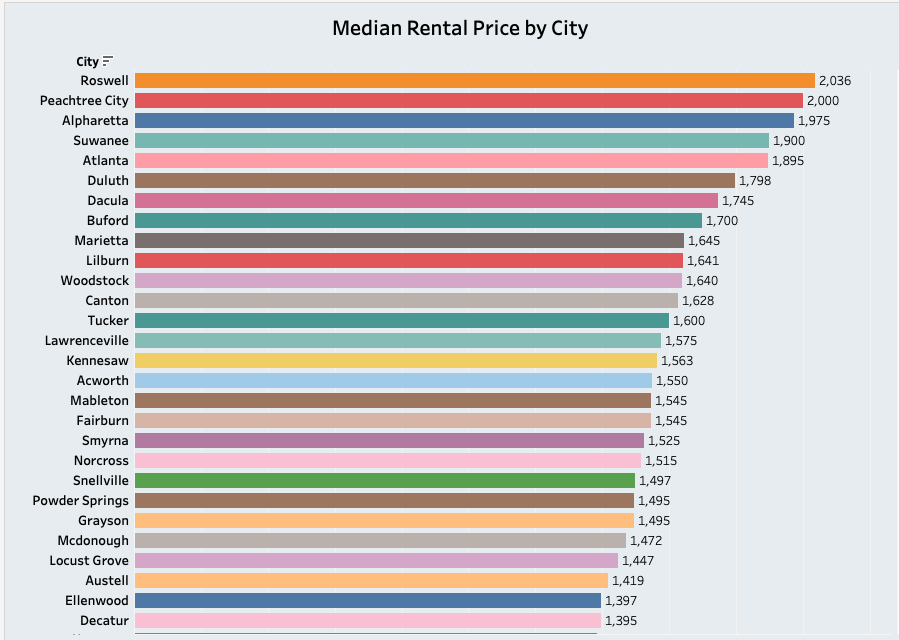 Median Rental Price by City
City
Roswell 2,036
Peachtree City 2,000
Alpharetta 1,975
Suwanee 1,900
Atlanta 1,895
Duluth 1,798
Dacula 1,745
Buford 1,700
Marietta 1,645
Lilburn 1,641
Woodstock 1,640
Canton 1,628
Tucker 1,600
Lawrenceville 1,575
Kennesaw 1,563
Acworth 1,550
Mableton 1,545
Fairburn 1,545
Smyrna 1,525
Norcross 1,515
Snellville 1,497
Powder Springs 1,495
Grayson 1,495
Mcdonough 1,472
Locust Grove 1,447
Austell 1,419
Ellenwood 1,397
Decatur 1,395